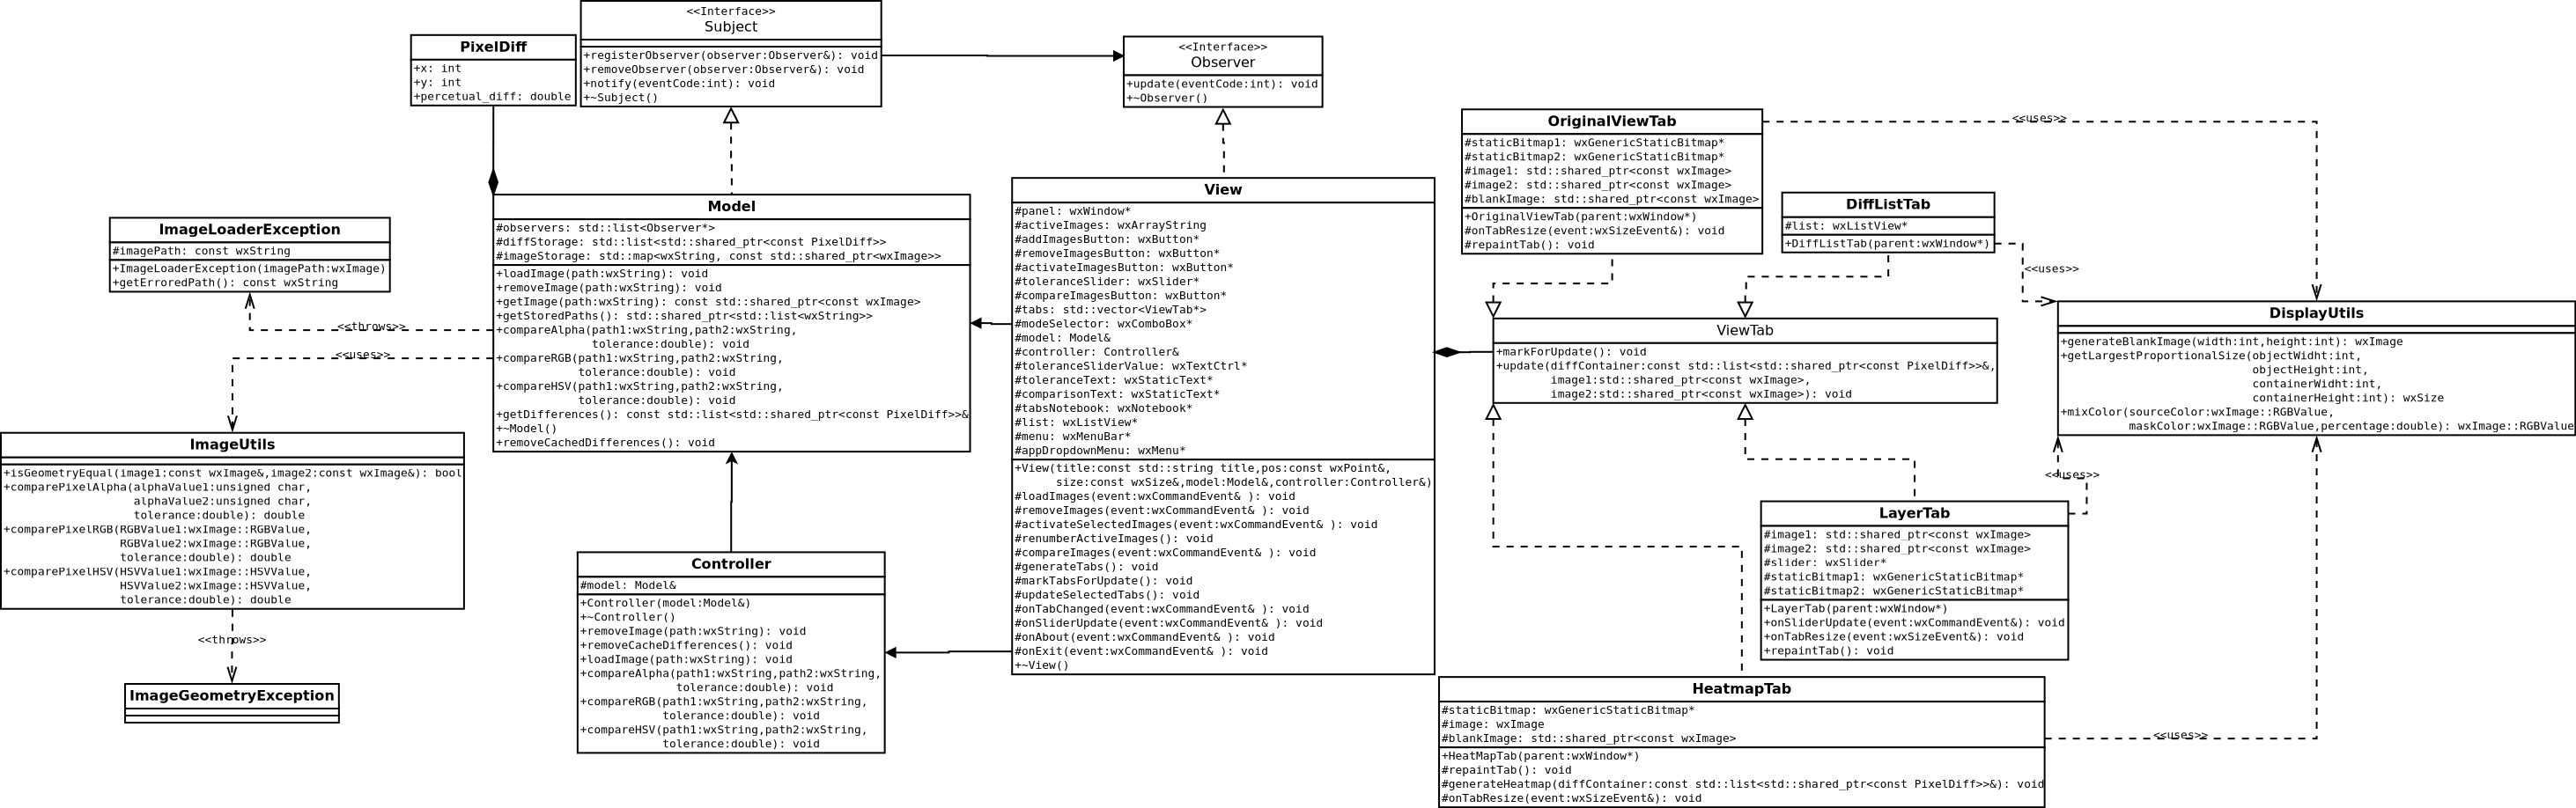 PixelDiff
+x: int
+y: int
+percetual_diff: double
<<Interface>>
Subject
+registerObserver(observer:Observer&): void
+removeObserver(observer:Observer&): void
+notify(eventCode:int): void
+~Subject()
<<Interface>>
Observer
+update(eventCode:int): void
+~Observer()
ImageLoaderException
#imagePath: const wxString
+ImageLoaderException(imagePath:wxImage)
+getErroredPath(): const wxString
<<throws>>
<<uses>>
Model
#observers: std::list<Observer*>
#diffStorage: std::list<std::shared_ptr<const PixelDiff>>
#imageStorage: std::map<wxString, const std::shared_ptr<wxImage>>
+loadImage(path:wxString): void
+removeImage(path:wxString): void
+getImage(path:wxString): const std::shared_ptr<const wxImage>
+getStoredPaths(): std::shared_ptr<std::list<wxString>>
+compareAlpha(path1:wxString,path2:wxString,
tolerance:double): void
+compareRGB(path1:wxString,path2:wxString,
tolerance:double): void
+compareHSV(path1:wxString,path2:wxString,
tolerance:double): void
+getDifferences(): const std::list<std::shared_ptr<const PixelDiff>>&
+~Model()
+removeCachedDifferences(): void
ImageUtils
+isGeometryEqual(image1:const wxImage&,image2:const wxImage&): bool
+comparePixelAlpha(alphaValue1:unsigned char,
alphaValue2:unsigned char,
tolerance:double): double
+comparePixelRGB(RGBValue1:wxImage::RGBValue,
RGBValue2:wxImage::RGBValue,
tolerance:double): double
+comparePixelHSV(HSVValue1:wxImage::HSVValue,
HSVValue2:wxImage::HSVValue,
tolerance:double): double
<<throws>>
ImageGeometryException
Controller
#model: Model&
+Controller(model:Model&)
+~Controller()
+removeImage(path:wxString): void
+removeCacheDifferences(): void
+loadImage(path:wxString): void
+compareAlpha(path1:wxString,path2:wxString,
tolerance:double): void
+compareRGB(path1:wxString,path2:wxString,
tolerance:double): void
+compareHSV(path1:wxString,path2:wxString,
tolerance:double): void
View
#panel: wxWindow*
#activeImages: wxArrayString
#addImagesButton: wxButton*
#removeImagesButton: wxButton*
#activateImagesButton: wxButton*
#toleranceSlider: wxSlider*
#compareImagesButton: wxButton*
#tabs: std::vector<ViewTab*>
#modeSelector: wxComboBox*
#model: Model&
#controller: Controller&
#toleranceSliderValue: wxTextCtrl*
#toleranceText: wxStaticText*
#comparisonText: wxStaticText*
#tabsNotebook: wxNotebook*
#list: wxListView*
#menu: wxMenuBar*
#appDropdownMenu: wxMenu*
+View(title:const std::string title,pos:const wxPoint&,
size:const wxSize&,model:Model&,controller:Controller&)
#loadImages(event:wxCommandEvent& ): void
#removeImages(event:wxCommandEvent& ): void
#activateSelectedImages(event:wxCommandEvent& ): void
#renumberActiveImages(): void
#compareImages(event:wxCommandEvent& ): void
#generateTabs(): void
#markTabsForUpdate(): void
#updateSelectedTabs(): void
#onTabChanged(event:wxCommandEvent& ): void
#onSliderUpdate(event:wxCommandEvent& ): void
#onAbout(event:wxCommandEvent& ): void
#onExit(event:wxCommandEvent& ): void
+~View()
OriginalViewTab
#staticBitmap1: wxGenericStaticBitmap*
#staticBitmap2: wxGenericStaticBitmap*
#image1: std::shared_ptr<const wxImage>
#image2: std::shared_ptr<const wxImage>
#blankImage: std::shared_ptr<const wxImage>
+OriginalViewTab(parent:wxWindow*)
#onTabResize(event:wxSizeEvent&): void
#repaintTab(): void
<<uses>>
DiffListTab
#list: wxListView*
+DiffListTab(parent:wxWindow*)
<<uses>>
ViewTab
+markForUpdate(): void
+update(diffContainer:const std::list<std::shared_ptr<const PixelDiff>>&,
image1:std::shared_ptr<const wxImage>,
image2:std::shared_ptr<const wxImage>): void
DisplayUtils
+generateBlankImage(width:int,height:int): wxImage
+getLargestProportionalSize(objectWidht:int,
objectHeight:int,
containerWidht:int,
containerHeight:int): wxSize
+mixColor(sourceColor:wxImage::RGBValue,
maskColor:wxImage::RGBValue,percentage:double): wxImage::RGBValue
<<uses>>
LayerTab
#image1: std::shared_ptr<const wxImage>
#image2: std::shared_ptr<const wxImage>
#slider: wxSlider*
#staticBitmap1: wxGenericStaticBitmap*
#staticBitmap2: wxGenericStaticBitmap*
+LayerTab(parent:wxWindow*)
+onSliderUpdate(event:wxCommandEvent&): void
+onTabResize(event:wxSizeEvent&): void
+repaintTab(): void
HeatmapTab
#staticBitmap: wxGenericStaticBitmap*
#image: wxImage
#blankImage: std::shared_ptr<const wxImage>
+HeatMapTab(parent:wxWindow*)
#repaintTab(): void
#generateHeatmap(diffContainer:const std::list<std::shared_ptr<const PixelDiff>>&): void
#onTabResize(event:wxSizeEvent&): void
<<uses>>